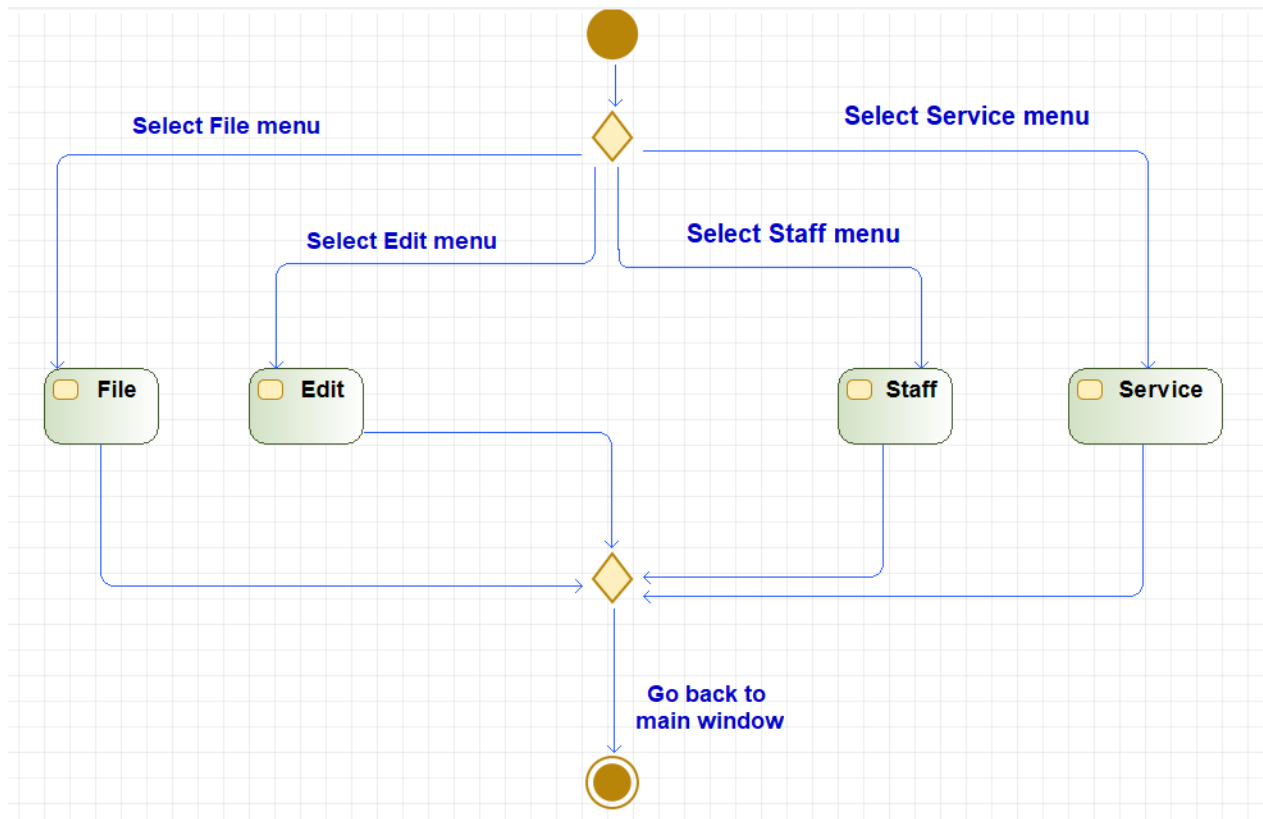 Select File menu
Select Service menu
Select Edit menu
Select Staff menu
File
Edit
Staff
Service
Go back to
main window